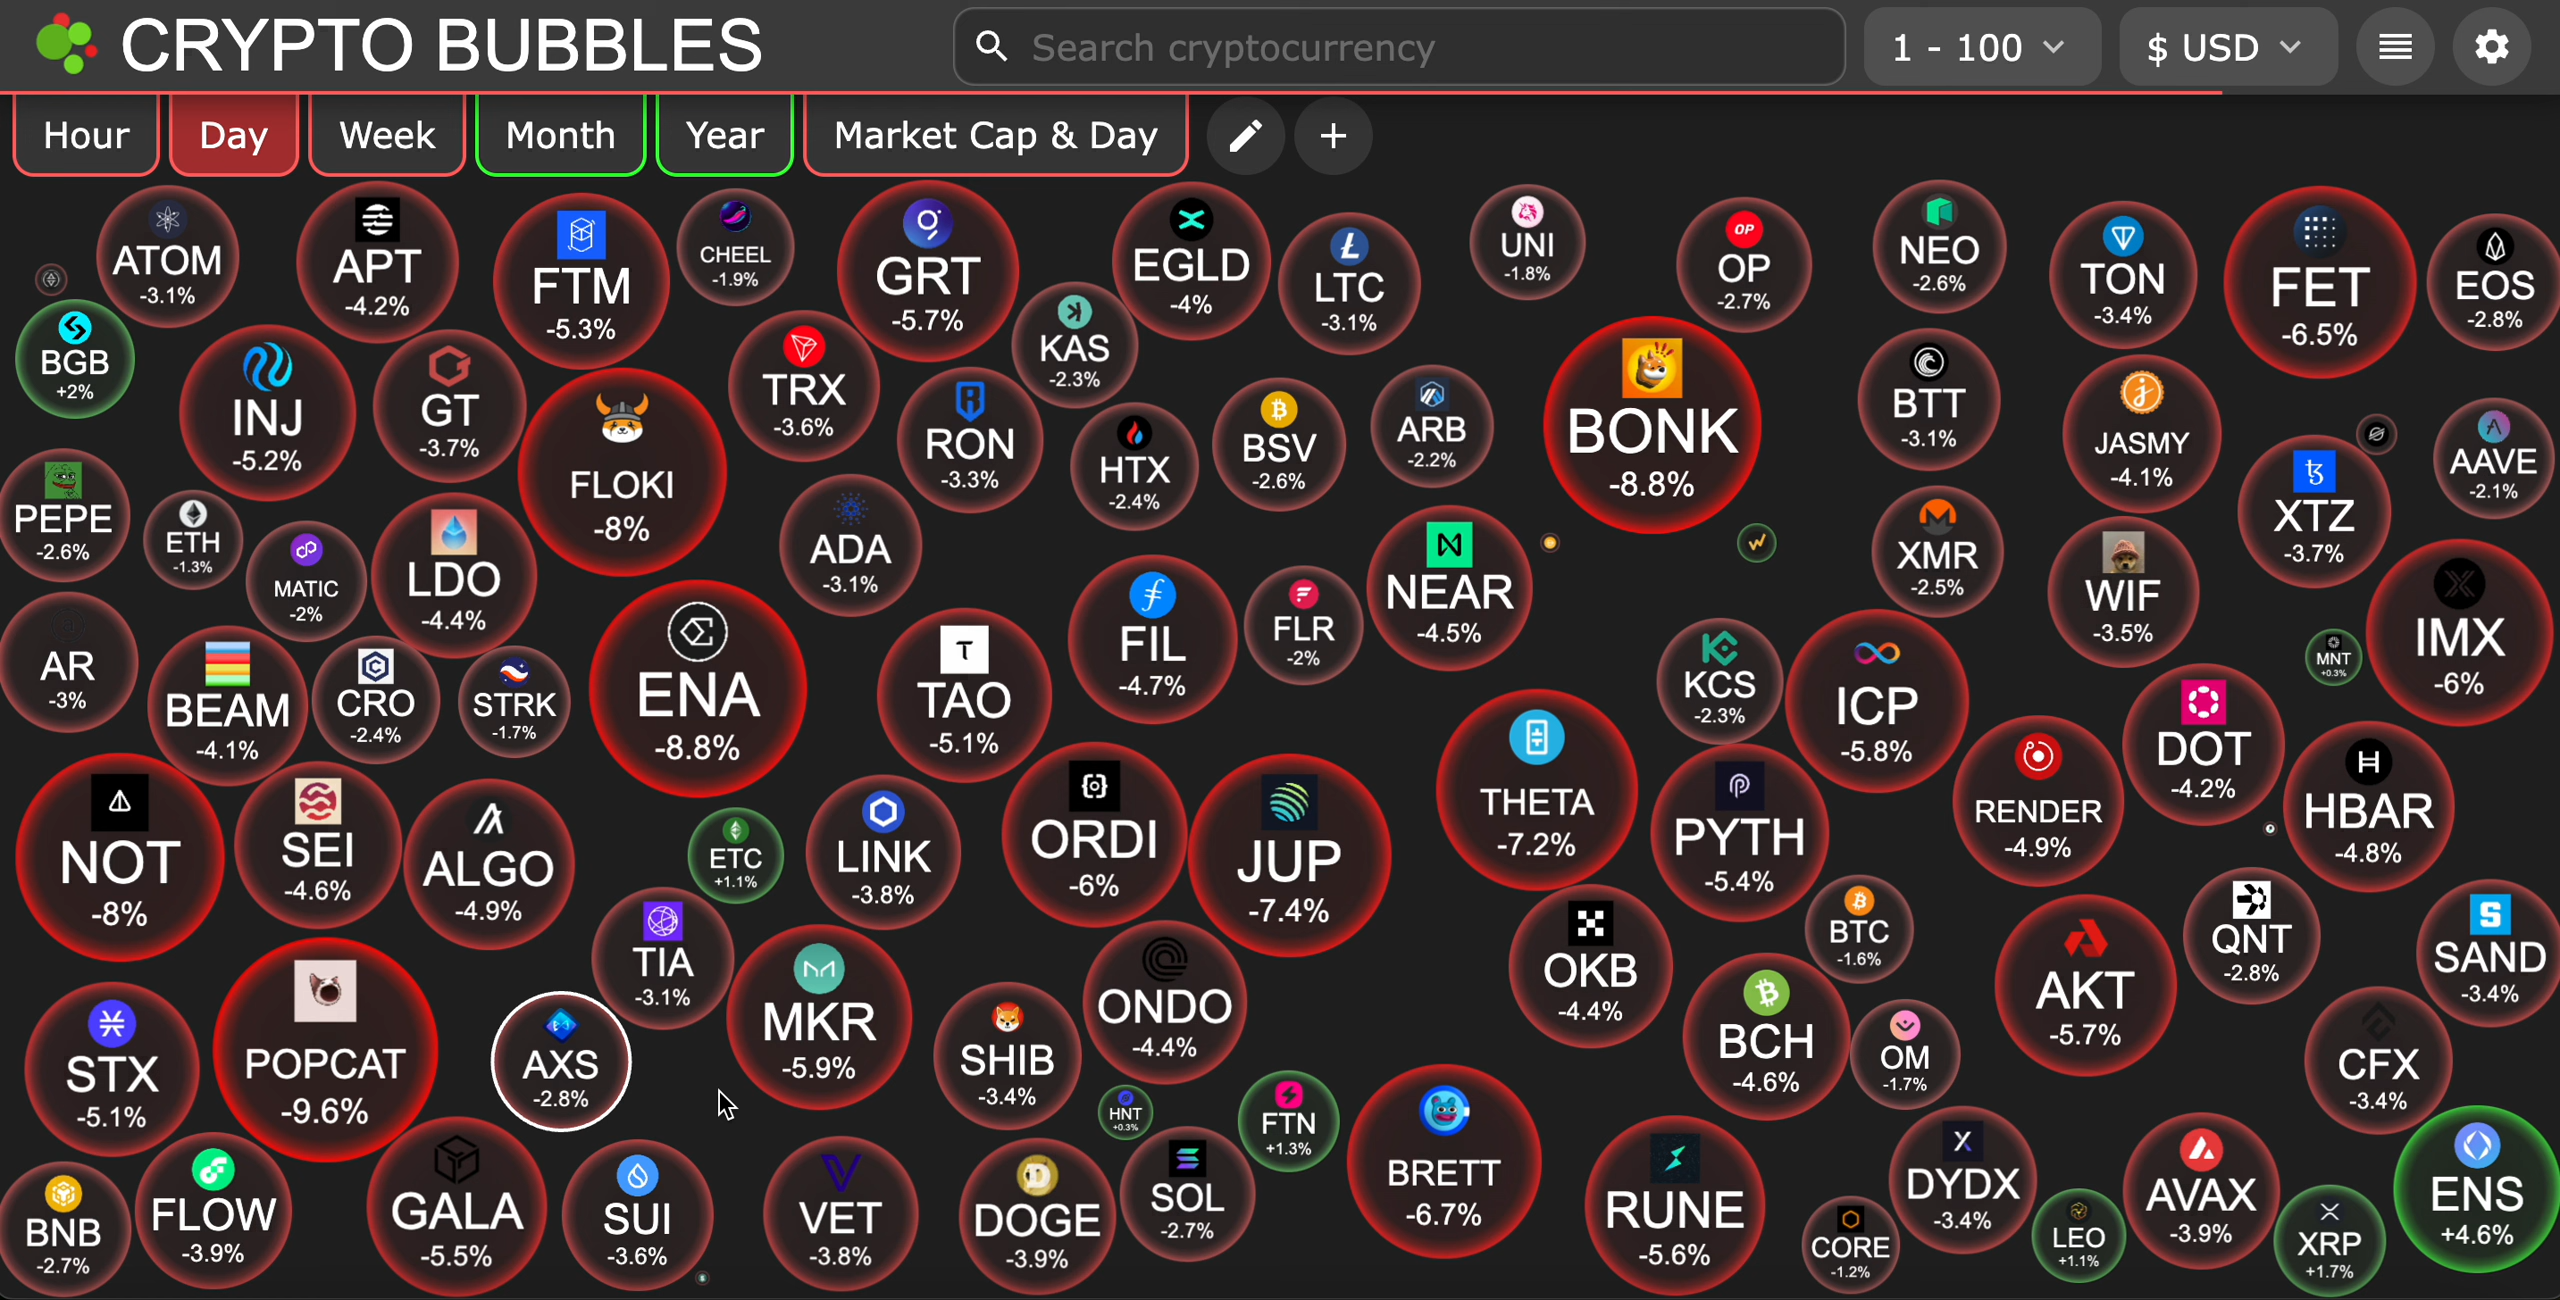 CRYPTO BUBBLES
Search cryptocurrency
1 - 100
$ USD
Hour
Day
Week
Month
Year
Market Cap & Day
ATOM
-3.1%
APT
-4.2%
FTM
-5.3%
CHEEL
-1.9%
GRT
-5.7%
EGLD
-4%
LTC
-3.1%
UNI
-1.8%
OP
OP
-2.7%
NEO
-2.6%
TON
-3.4%
FET
-6.5%
EOS
-2.8%
BGB
+2%
INJ
-5.2%
GT
-3.7%
FLOKI
-8%
TRX
-3.6%
KAS
-2.3%
RON
-3.3%
HTX
-2.4%
BSV
-2.6%
ARB
-2.2%
BONK
-8.8%
BTT
-3.1%
JASMY
-4.1%
XTZ
-3.7%
AAVE
-2.1%
PEPE
-2.6%
ETH
-1.3%
MATIC
-2%
LDO
-4.4%
ADA
-3.1%
NEAR
-4.5%
XMR
-2.5%
WIF
-3.5%
IMX
-6%
AR
-3%
BEAM
-4.1%
CRO
-2.4%
STRK
-1.7%
ENA
-8.8%
TAO
-5.1%
FIL
-4.7%
FLR
-2%
KCS
-2.3%
ICP
-5.8%
MNT
+0.3%
DOT
-4.2%
NOT
-8%
SEI
-4.6%
ALGO
-4.9%
ETC
+1.1%
LINK
-3.8%
ORDI
-6%
JUP
-7.4%
THETA
-7.2%
PYTH
-5.4%
RENDER
-4.9%
HBAR
-4.8%
TIA
-3.1%
MKR
-5.9%
ONDO
-4.4%
OKB
-4.4%
BTC
-1.6%
AKT
-5.7%
QNT
-2.8%
SAND
-3.4%
STX
-5.1%
POPCAT
-9.6%
AXS
-2.8%
SHIB
-3.4%
BCH
-4.6%
OM
-1.7%
CFX
-3.4%
HNT
+0.3%
FTN
+1.3%
BRETT
-6.7%
BNB
-2.7%
FLOW
-3.9%
GALA
-5.5%
SUI
-3.6%
VET
-3.8%
DOGE
-3.9%
SOL
-2.7%
RUNE
-5.6%
CORE
-1.2%
DYDX
-3.4%
LEO
+1.1%
AVAX
-3.9%
XRP
+1.7%
ENS
+4.6%